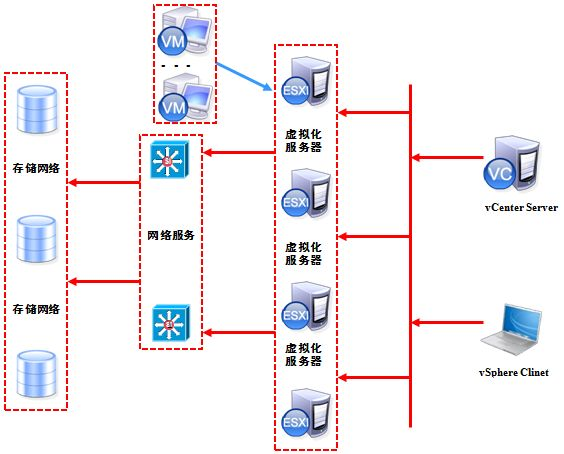 VM
- - -
VM
ESXI
虚拟化
服务器
ESXI
虚拟化
服务器
ESXI
虚拟化
服务器
ESXI
存储网络
存储网络
SI
网络服务
SI
VC
vCenter Server
vSphere Clinet